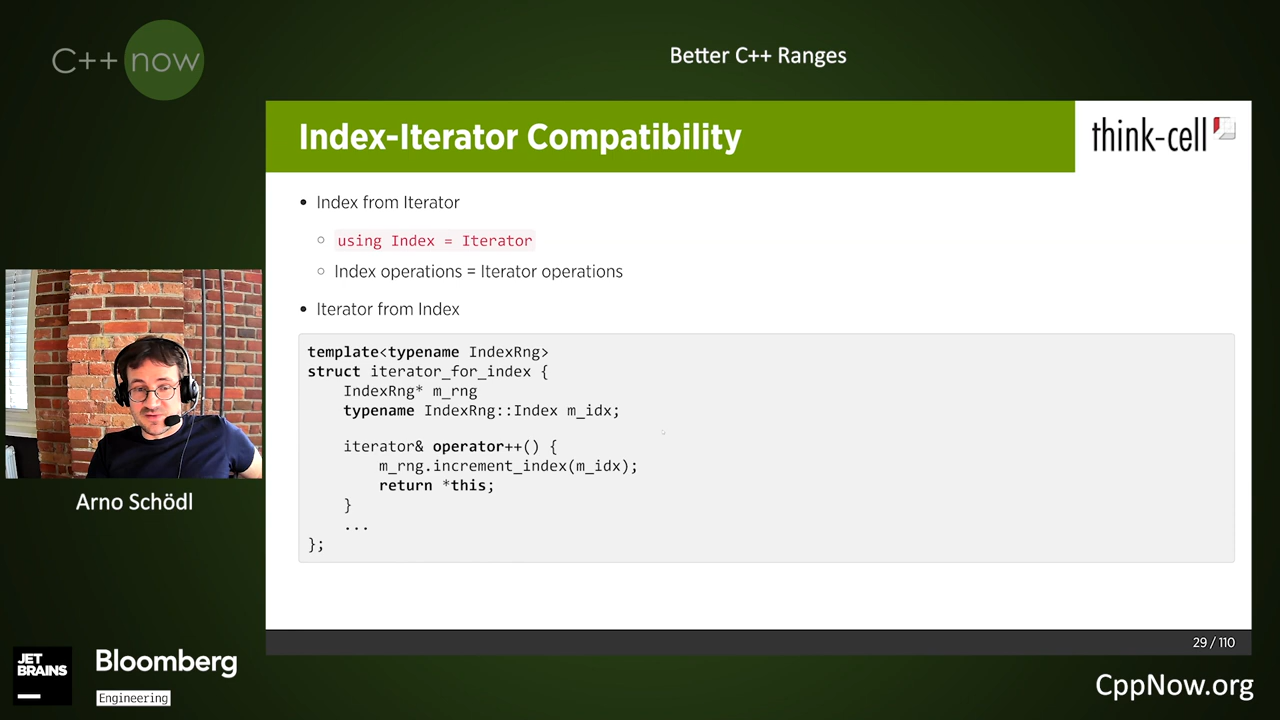 C++ now
Better C++ Ranges
Index-Iterator Compatibility
think-cell
• Index from Iterator
○ using Index = Iterator
○ Index operations = Iterator operations
• Iterator from Index
template<typename IndexRng>
struct iterator_for_index {
    IndexRng* m_rng
    typename IndexRng::Index m_idx;
    iterator& operator++() {
        m_rng.increment_index(m_idx);
        return *this;
    }
    ...
};
29 / 110
Arno Schödl
JET
BRAINS
Bloomberg
Engineering
CppNow.org